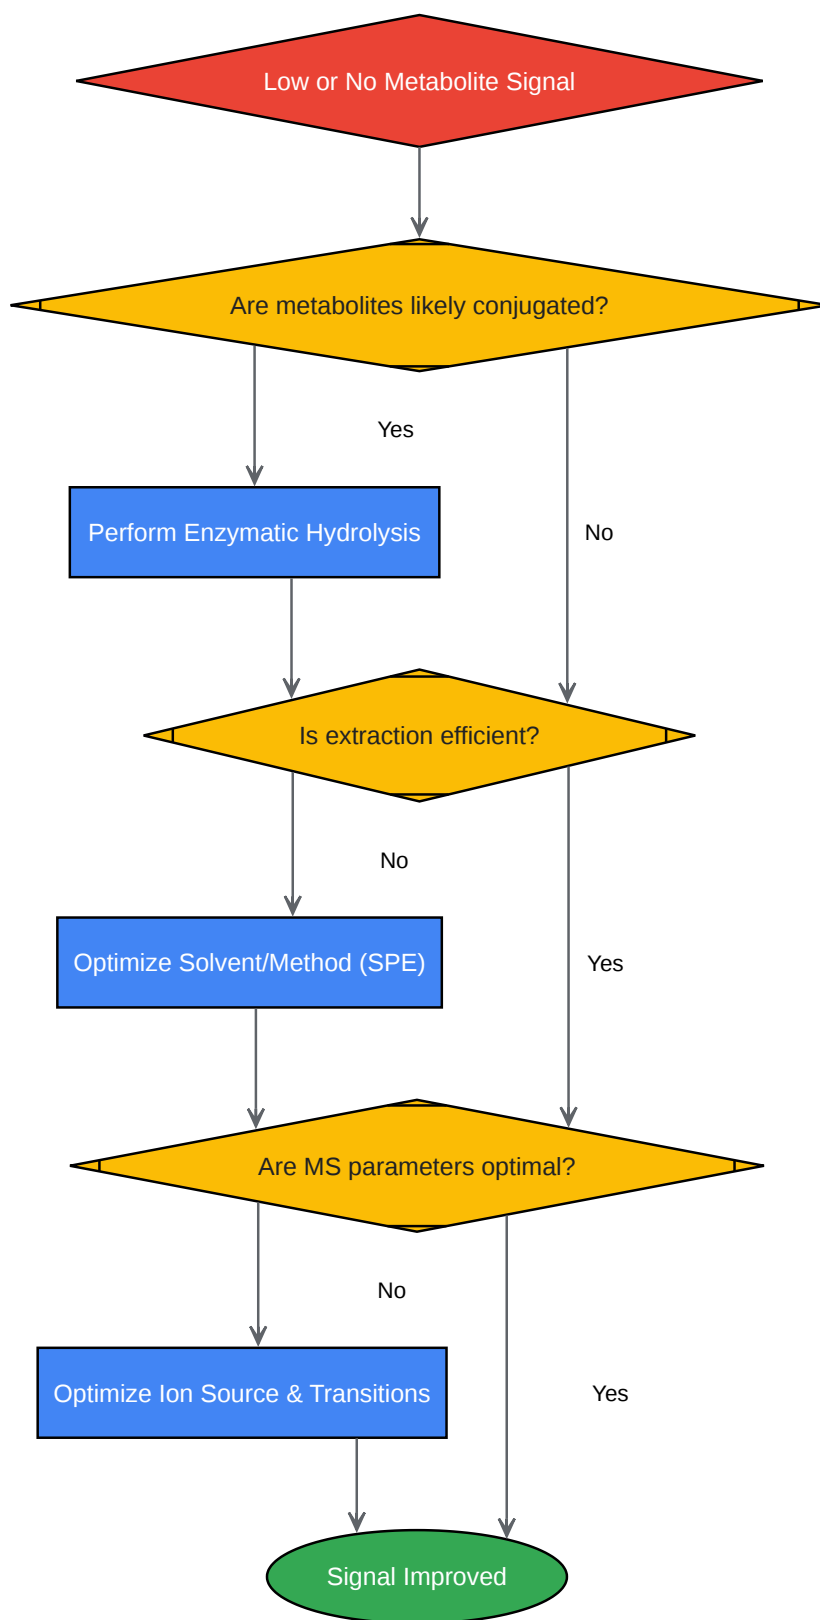 Low or No Metabolite Signal
Are metabolites likely conjugated?
Yes
Perform Enzymatic Hydrolysis
No
Is extraction efficient?
No
Optimize Solvent/Method (SPE)
Yes
Are MS parameters optimal?
No
Optimize Ion Source & Transitions
Yes
Signal Improved